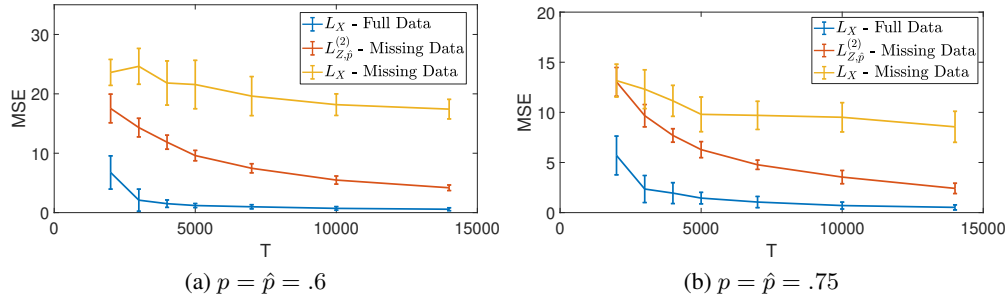 30
20
10
0
MSE
L_X - Full Data
L_{Z,p̂}^{(2)} - Missing Data
L_X - Missing Data
0 5000 10000 15000
T
(a) p = p̂ = .6
20
15
10
5
0
MSE
L_X - Full Data
L_{Z,p̂}^{(2)} - Missing Data
L_X - Missing Data
0 5000 10000 15000
T
(b) p = p̂ = .75